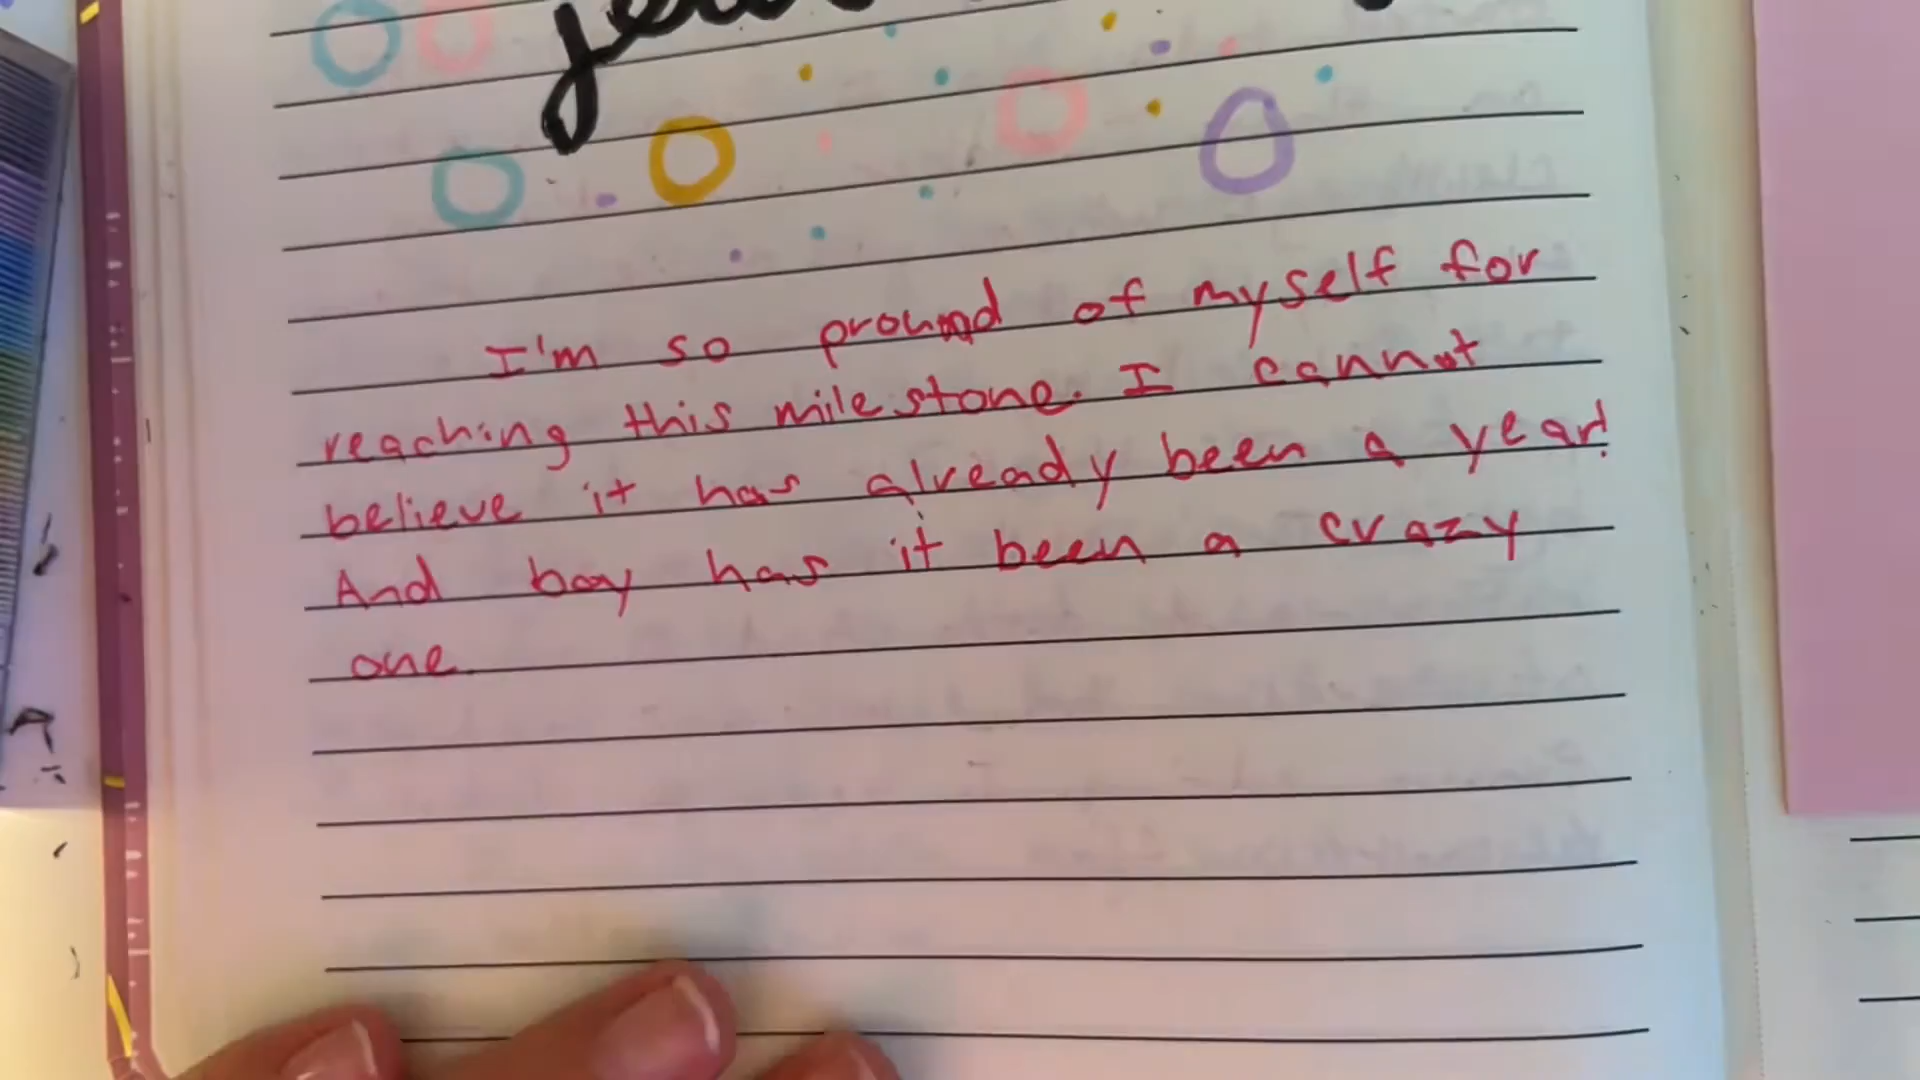 I'm so pround of myself for
reaching this milestone. I cannot
believe it has already been a year!
And boy has it been a crazy
one.